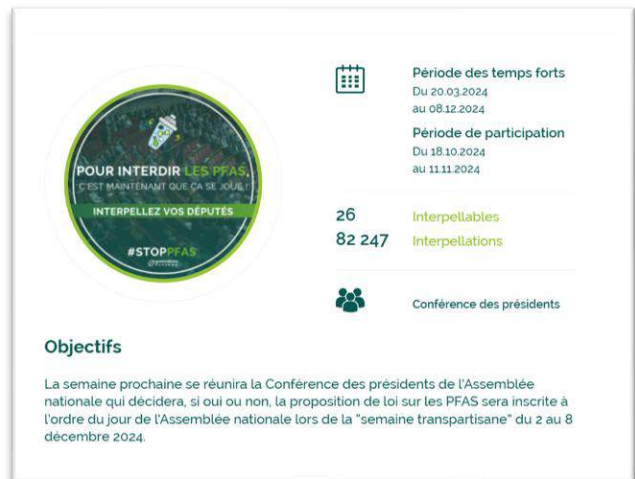 POUR INTERDIR LES PFAS,
C'EST MAINTENANT QUE ÇA SE JOUE !
INTERPELLEZ VOS DÉPUTÉS
#STOPPFAS
Période des temps forts
Du 20.03.2024
au 08.12.2024
Période de participation
Du 18.10.2024
au 11.11.2024
26 Interpellables
82 247 Interpellations
Conférence des présidents
Objectifs
La semaine prochaine se réunira la Conférence des présidents de l'Assemblée
nationale qui décidera, si oui ou non, la proposition de loi sur les PFAS sera inscrite à
l'ordre du jour de l'Assemblée nationale lors de la "semaine transpartisane" du 2 au 8
décembre 2024.